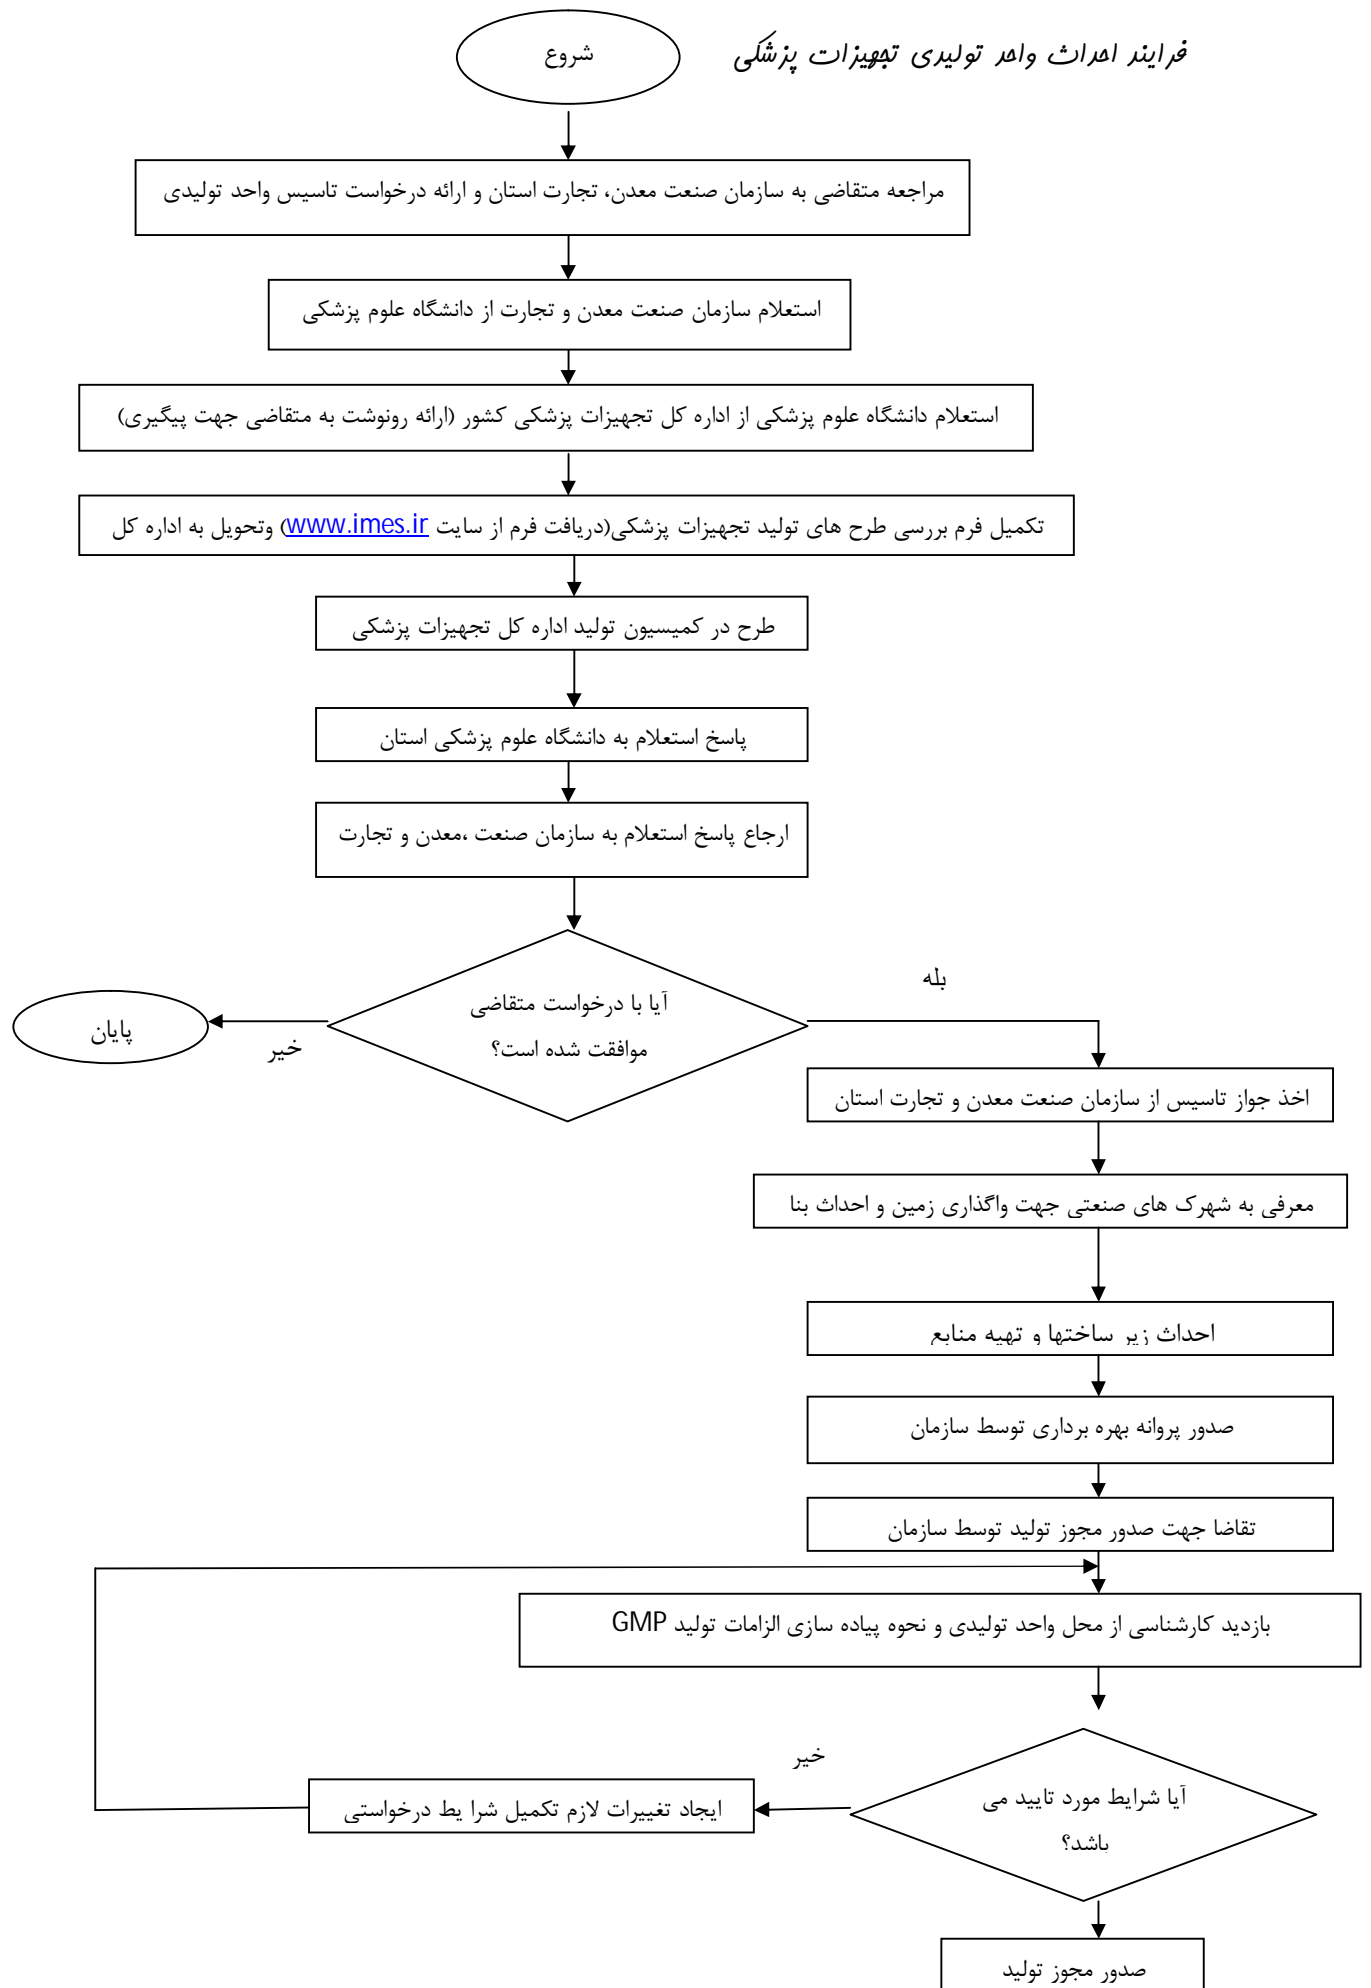 فرایند احداث واحد تولیدی تجهیزات پزشکی
شروع
مراجعه متقاضی به سازمان صنعت معدن، تجارت استان و ارائه درخواست تاسیس واحد تولیدی
استعلام سازمان صنعت معدن و تجارت از دانشگاه علوم پزشکی
استعلام دانشگاه علوم پزشکی از اداره کل تجهیزات پزشکی کشور (ارائه رونوشت به متقاضی جهت پیگیری)
تکمیل فرم بررسی طرح های تولید تجهیزات پزشکی(دریافت فرم از سایت www.imes.ir) وتحویل به اداره کل
طرح در کمیسیون تولید اداره کل تجهیزات پزشکی
پاسخ استعلام به دانشگاه علوم پزشکی استان
ارجاع پاسخ استعلام به سازمان صنعت ،معدن و تجارت
آیا با درخواست متقاضی
موافقت شده است؟
بله
خیر
پایان
اخذ جواز تاسیس از سازمان صنعت معدن و تجارت استان
معرفی به شهرک های صنعتی جهت واگذاری زمین و احداث بنا
احداث زیر ساختها و تهیه منابع
صدور پروانه بهره برداری توسط سازمان
تقاضا جهت صدور مجوز تولید توسط سازمان
بازدید کارشناسی از محل واحد تولیدی و نحوه پیاده سازی الزامات تولید GMP
آیا شرایط مورد تایید می
باشد؟
خیر
ایجاد تغییرات لازم تکمیل شرا یط درخواستی
صدور مجوز تولید